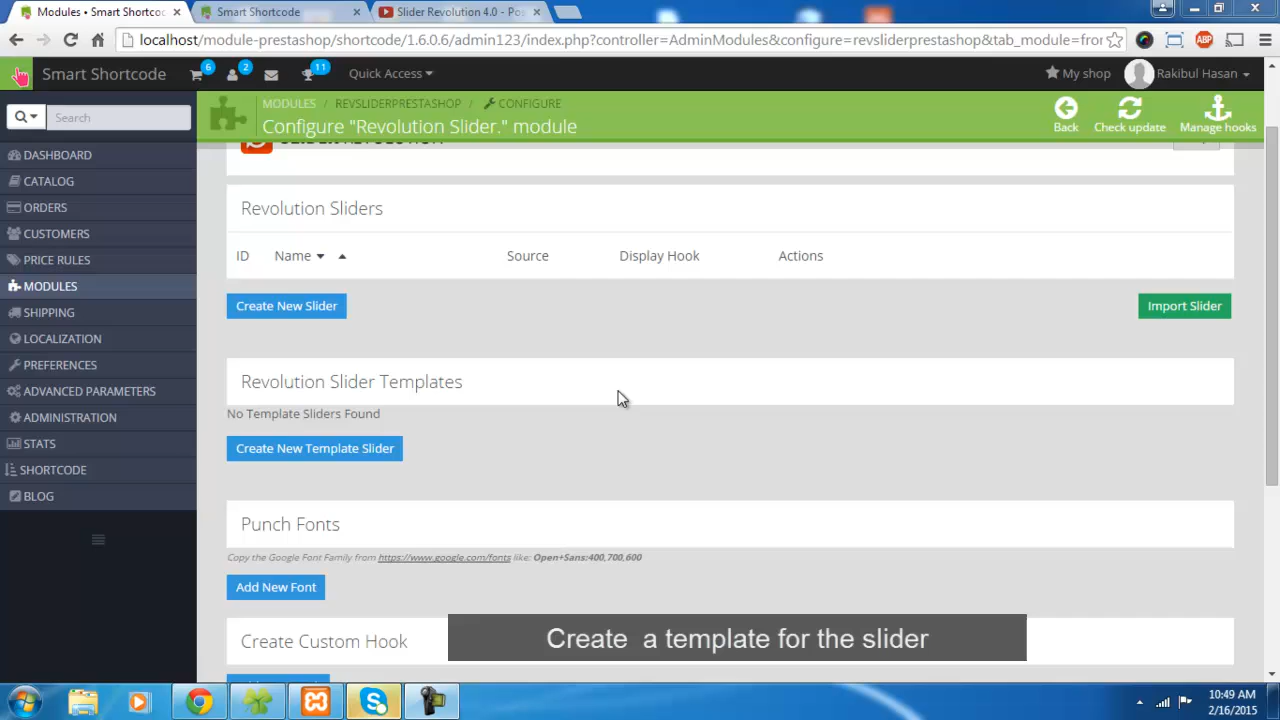 Modules • Smart Shortcod
Smart Shortcode
Slider Revolution 4.0 - Po
localhost/module-prestashop/shortcode/1.6.0.6/admin123/index.php?controller=AdminModules&configure=revsliderprestashop&tab_module=fron
ABP
Smart Shortcode
6
2
11
Quick Access
My shop
Rakibul Hasan
Search
MODULES / REVSLIDERPRESTASHOP / CONFIGURE
Configure "Revolution Slider." module
Back
Check update
Manage hooks
DASHBOARD
CATALOG
ORDERS
CUSTOMERS
PRICE RULES
MODULES
SHIPPING
LOCALIZATION
PREFERENCES
ADVANCED PARAMETERS
ADMINISTRATION
STATS
SHORTCODE
BLOG
Revolution Sliders
ID Name Source Display Hook Actions
Create New Slider
Import Slider
Revolution Slider Templates
No Template Sliders Found
Create New Template Slider
Punch Fonts
Copy the Google Font Family from https://www.google.com/fonts like: Open+Sans:400,700,600
Add New Font
Create Custom Hook
Create a template for the slider
10:49 AM
2/16/2015